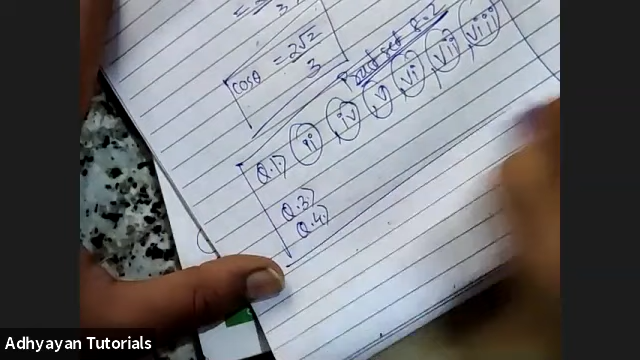 cosθ = 2√2 / 3
Practice set 8.2
Q.1.) ii iv v vi vii viii
Q.3.)
Q.4.)
Adhyayan Tutorials